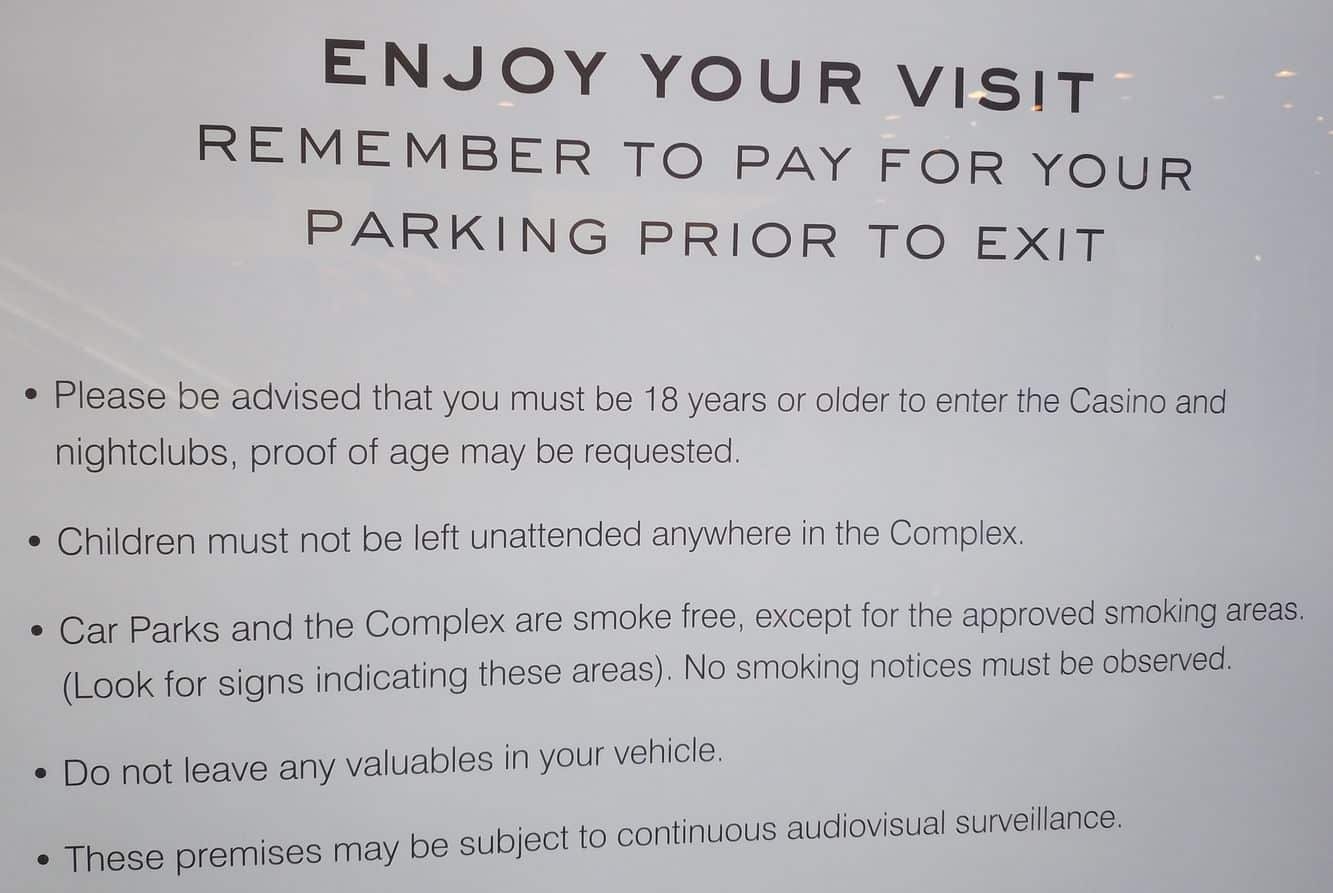 ENJOY YOUR VISIT
REMEMBER TO PAY FOR YOUR
PARKING PRIOR TO EXIT
• Please be advised that you must be 18 years or older to enter the Casino and
nightclubs, proof of age may be requested.
• Children must not be left unattended anywhere in the Complex.
• Car Parks and the Complex are smoke free, except for the approved smoking areas.
(Look for signs indicating these areas). No smoking notices must be observed.
• Do not leave any valuables in your vehicle.
• These premises may be subject to continuous audiovisual surveillance.